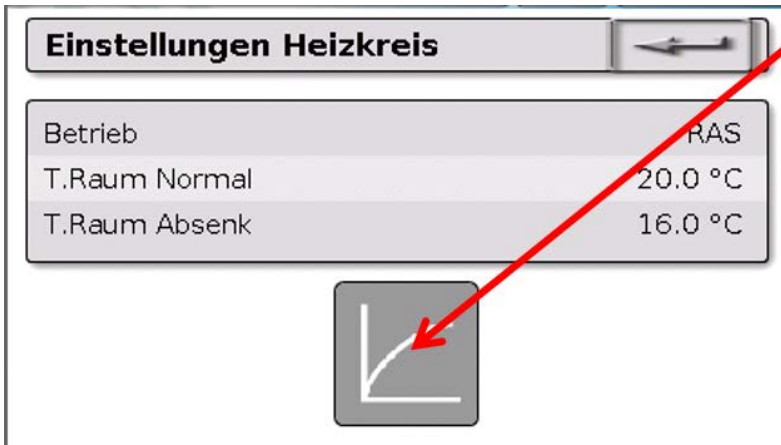 Einstellungen Heizkreis
Betrieb RAS
T.Raum Normal 20.0 °C
T.Raum Absenk 16.0 °C